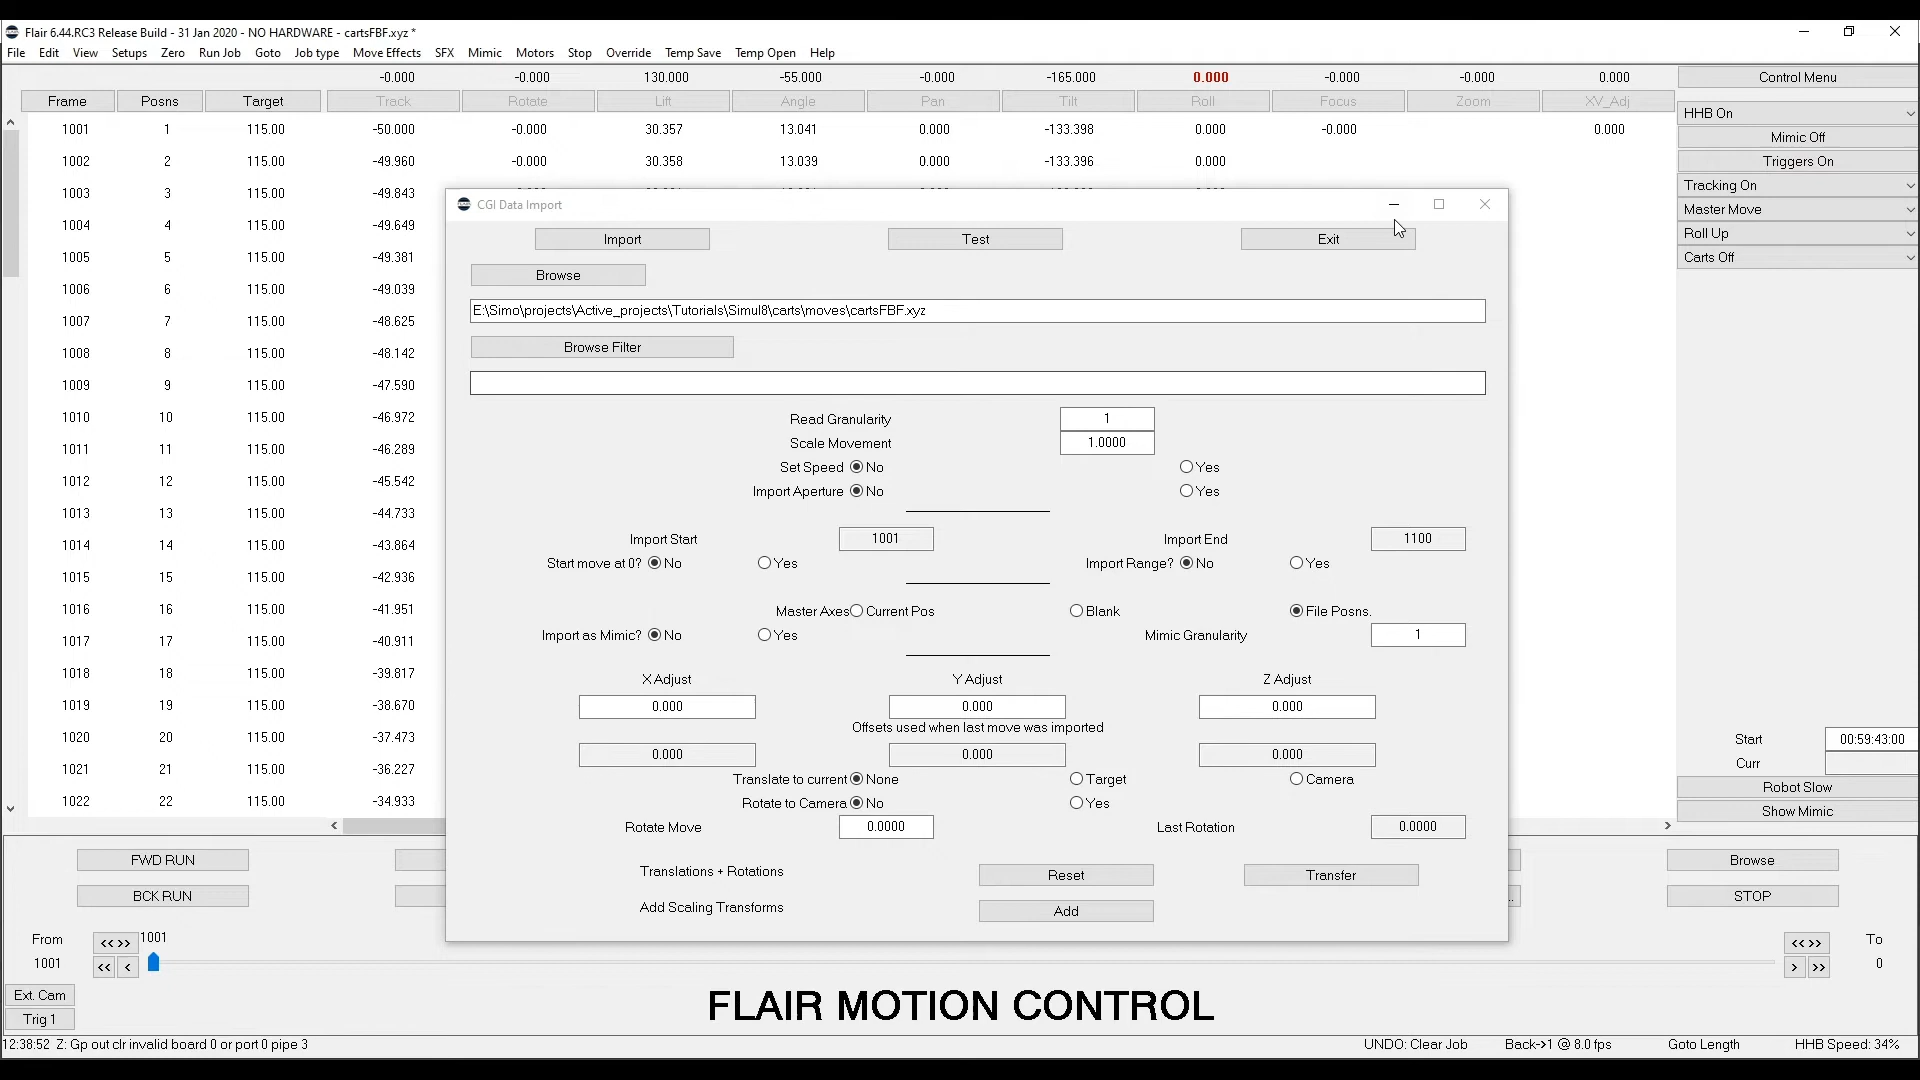 Flair 6.44.RC3 Release Build - 31 Jan 2020 - NO HARDWARE - cartsFBF.xyz *
File Edit View Setups Zero Run Job Goto Job type Move Effects SFX Mimic Motors Stop Override Temp Save Temp Open Help
-0.000 -0.000 130.000 -55.000 -0.000 -165.000 0.000 -0.000 -0.000 0.000 Control Menu
Frame Posns Target Track Rotate Lift Angle Pan Tilt Roll Focus Zoom XV_Adj
HHB On
1001 1 115.00 -50.000 -0.000 30.357 13.041 0.000 -133.398 0.000 -0.000 0.000
Mimic Off
1002 2 115.00 -49.960 -0.000 30.358 13.039 0.000 -133.396 0.000
Triggers On
1003 3 115.00 -49.843
Tracking On
CGI Data Import
Master Move
1004 4 115.00 -49.649
Roll Up
Import Test Exit
1005 5 115.00 -49.381
Carts Off
Browse
1006 6 115.00 -49.039
E:\Simo\projects\Active_projects\Tutorials\Simul8\carts\moves\cartsFBF.xyz
1007 7 115.00 -48.625
Browse Filter
1008 8 115.00 -48.142
1009 9 115.00 -47.590
1010 10 115.00 -46.972
Read Granularity 1
Scale Movement 1.0000
1011 11 115.00 -46.289
Set Speed No Yes
1012 12 115.00 -45.542
Import Aperture No Yes
1013 13 115.00 -44.733
Import Start 1001 Import End 1100
1014 14 115.00 -43.864
Start move at 0? No Yes Import Range? No Yes
1015 15 115.00 -42.936
1016 16 115.00 -41.951
Master Axes Current Pos Blank File Posns.
1017 17 115.00 -40.911
Import as Mimic? No Yes Mimic Granularity 1
1018 18 115.00 -39.817
X Adjust Y Adjust Z Adjust
1019 19 115.00 -38.670
0.000 0.000 0.000
Offsets used when last move was imported
1020 20 115.00 -37.473
Start 00:59:43:00
0.000 0.000 0.000
Curr
1021 21 115.00 -36.227
Translate to current None Target Camera
Robot Slow
1022 22 115.00 -34.933
Rotate to Camera No Yes
Show Mimic
Rotate Move 0.0000 Last Rotation 0.0000
FWD RUN
Browse
Translations + Rotations Reset Transfer
BCK RUN
STOP
Add Scaling Transforms Add
From << >> 1001
<< >> To
1001 << <
> >> 0
Ext. Cam
Trig 1
FLAIR MOTION CONTROL
12:38:52 Z: Gp out clr invalid board 0 or port 0 pipe 3 UNDO: Clear Job Back->1 @ 8.0 fps Goto Length HHB Speed: 34%